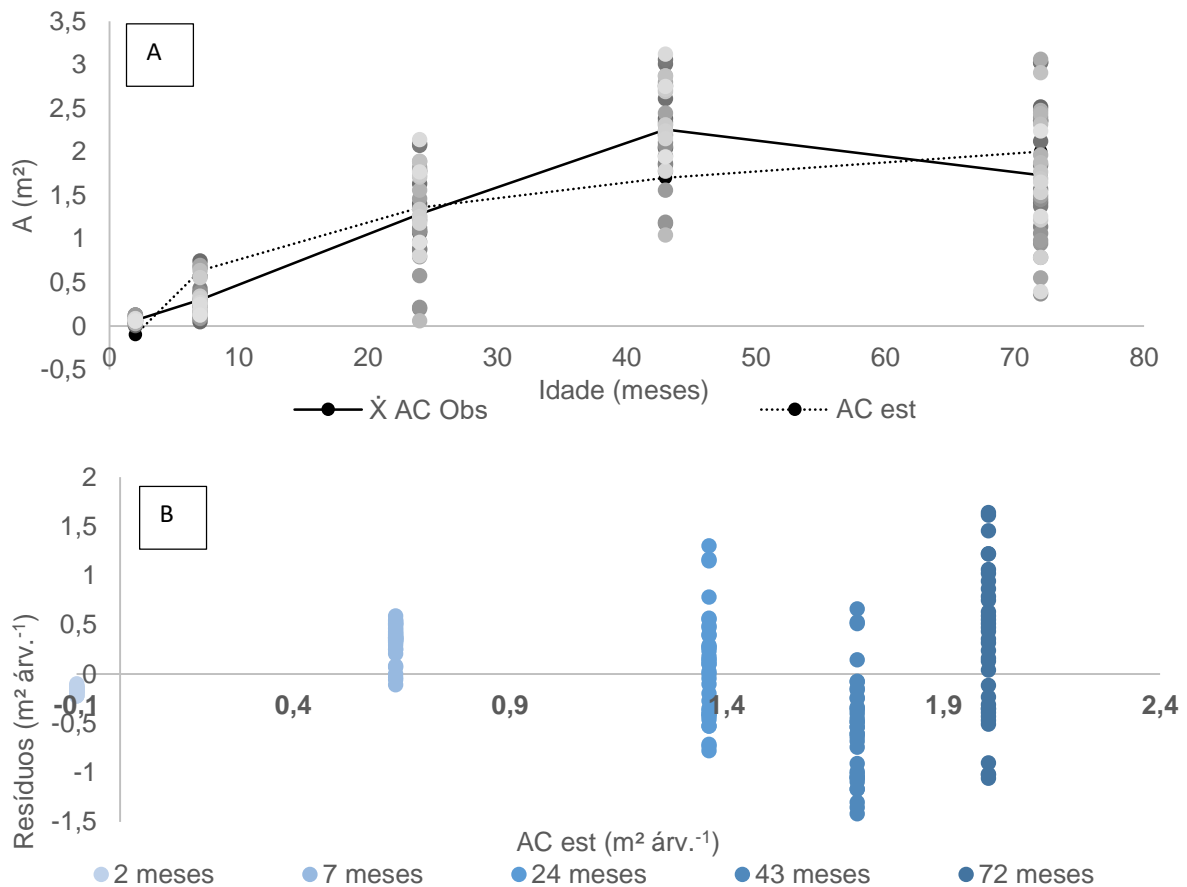 3,5
A
3
2,5
2
1,5
1
0,5
0
-0,5
A (m²)
0 10 20 30 40 50 60 70 80
Idade (meses)
Ẋ AC Obs AC est
2
B
1,5
1
0,5
0
-0,5
-1
-1,5
Resíduos (m² árv.⁻¹)
-0,1 0,4 0,9 1,4 1,9 2,4
AC est (m² árv.⁻¹)
2 meses 7 meses 24 meses 43 meses 72 meses